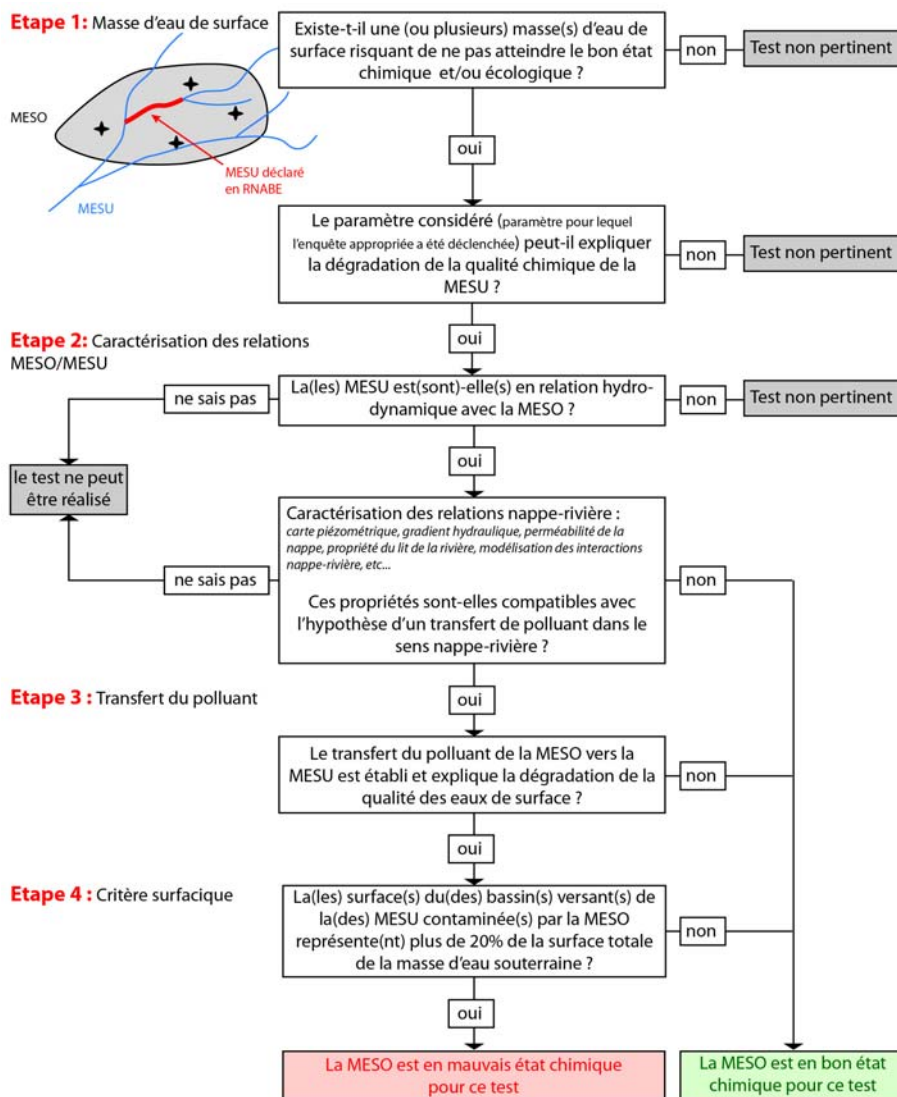 Etape 1: Masse d'eau de surface
MESO
MESU déclaré
en RNABE
MESU
Existe-t-il une (ou plusieurs) masse(s) d'eau de
surface risquant de ne pas atteindre le bon état
chimique et/ou écologique ?
non
Test non pertinent
oui
Le paramètre considéré (paramètre pour lequel
l'enquête appropriée a été déclenchée) peut-il expliquer
la dégradation de la qualité chimique de la
MESU ?
non
Test non pertinent
oui
Etape 2: Caractérisation des relations
MESO/MESU
ne sais pas
La(les) MESU est(sont)-elle(s) en relation hydro-
dynamique avec la MESO ?
non
Test non pertinent
oui
le test ne peut
être réalisé
Caractérisation des relations nappe-rivière :
carte piézométrique, gradient hydraulique, perméabilité de la
nappe, propriété du lit de la rivière, modélisation des interactions
nappe-rivière, etc...
ne sais pas
non
Ces propriétés sont-elles compatibles avec
l'hypothèse d'un transfert de polluant dans le
sens nappe-rivière ?
oui
Etape 3 : Transfert du polluant
Le transfert du polluant de la MESO vers la
MESU est établi et explique la dégradation de la
qualité des eaux de surface ?
non
oui
Etape 4 : Critère surfacique
La(les) surface(s) du(des) bassin(s) versant(s) de
la(des) MESU contaminée(s) par la MESO
représente(nt) plus de 20% de la surface totale
de la masse d'eau souterraine ?
non
oui
La MESO est en mauvais état chimique
pour ce test
La MESO est en bon état
chimique pour ce test